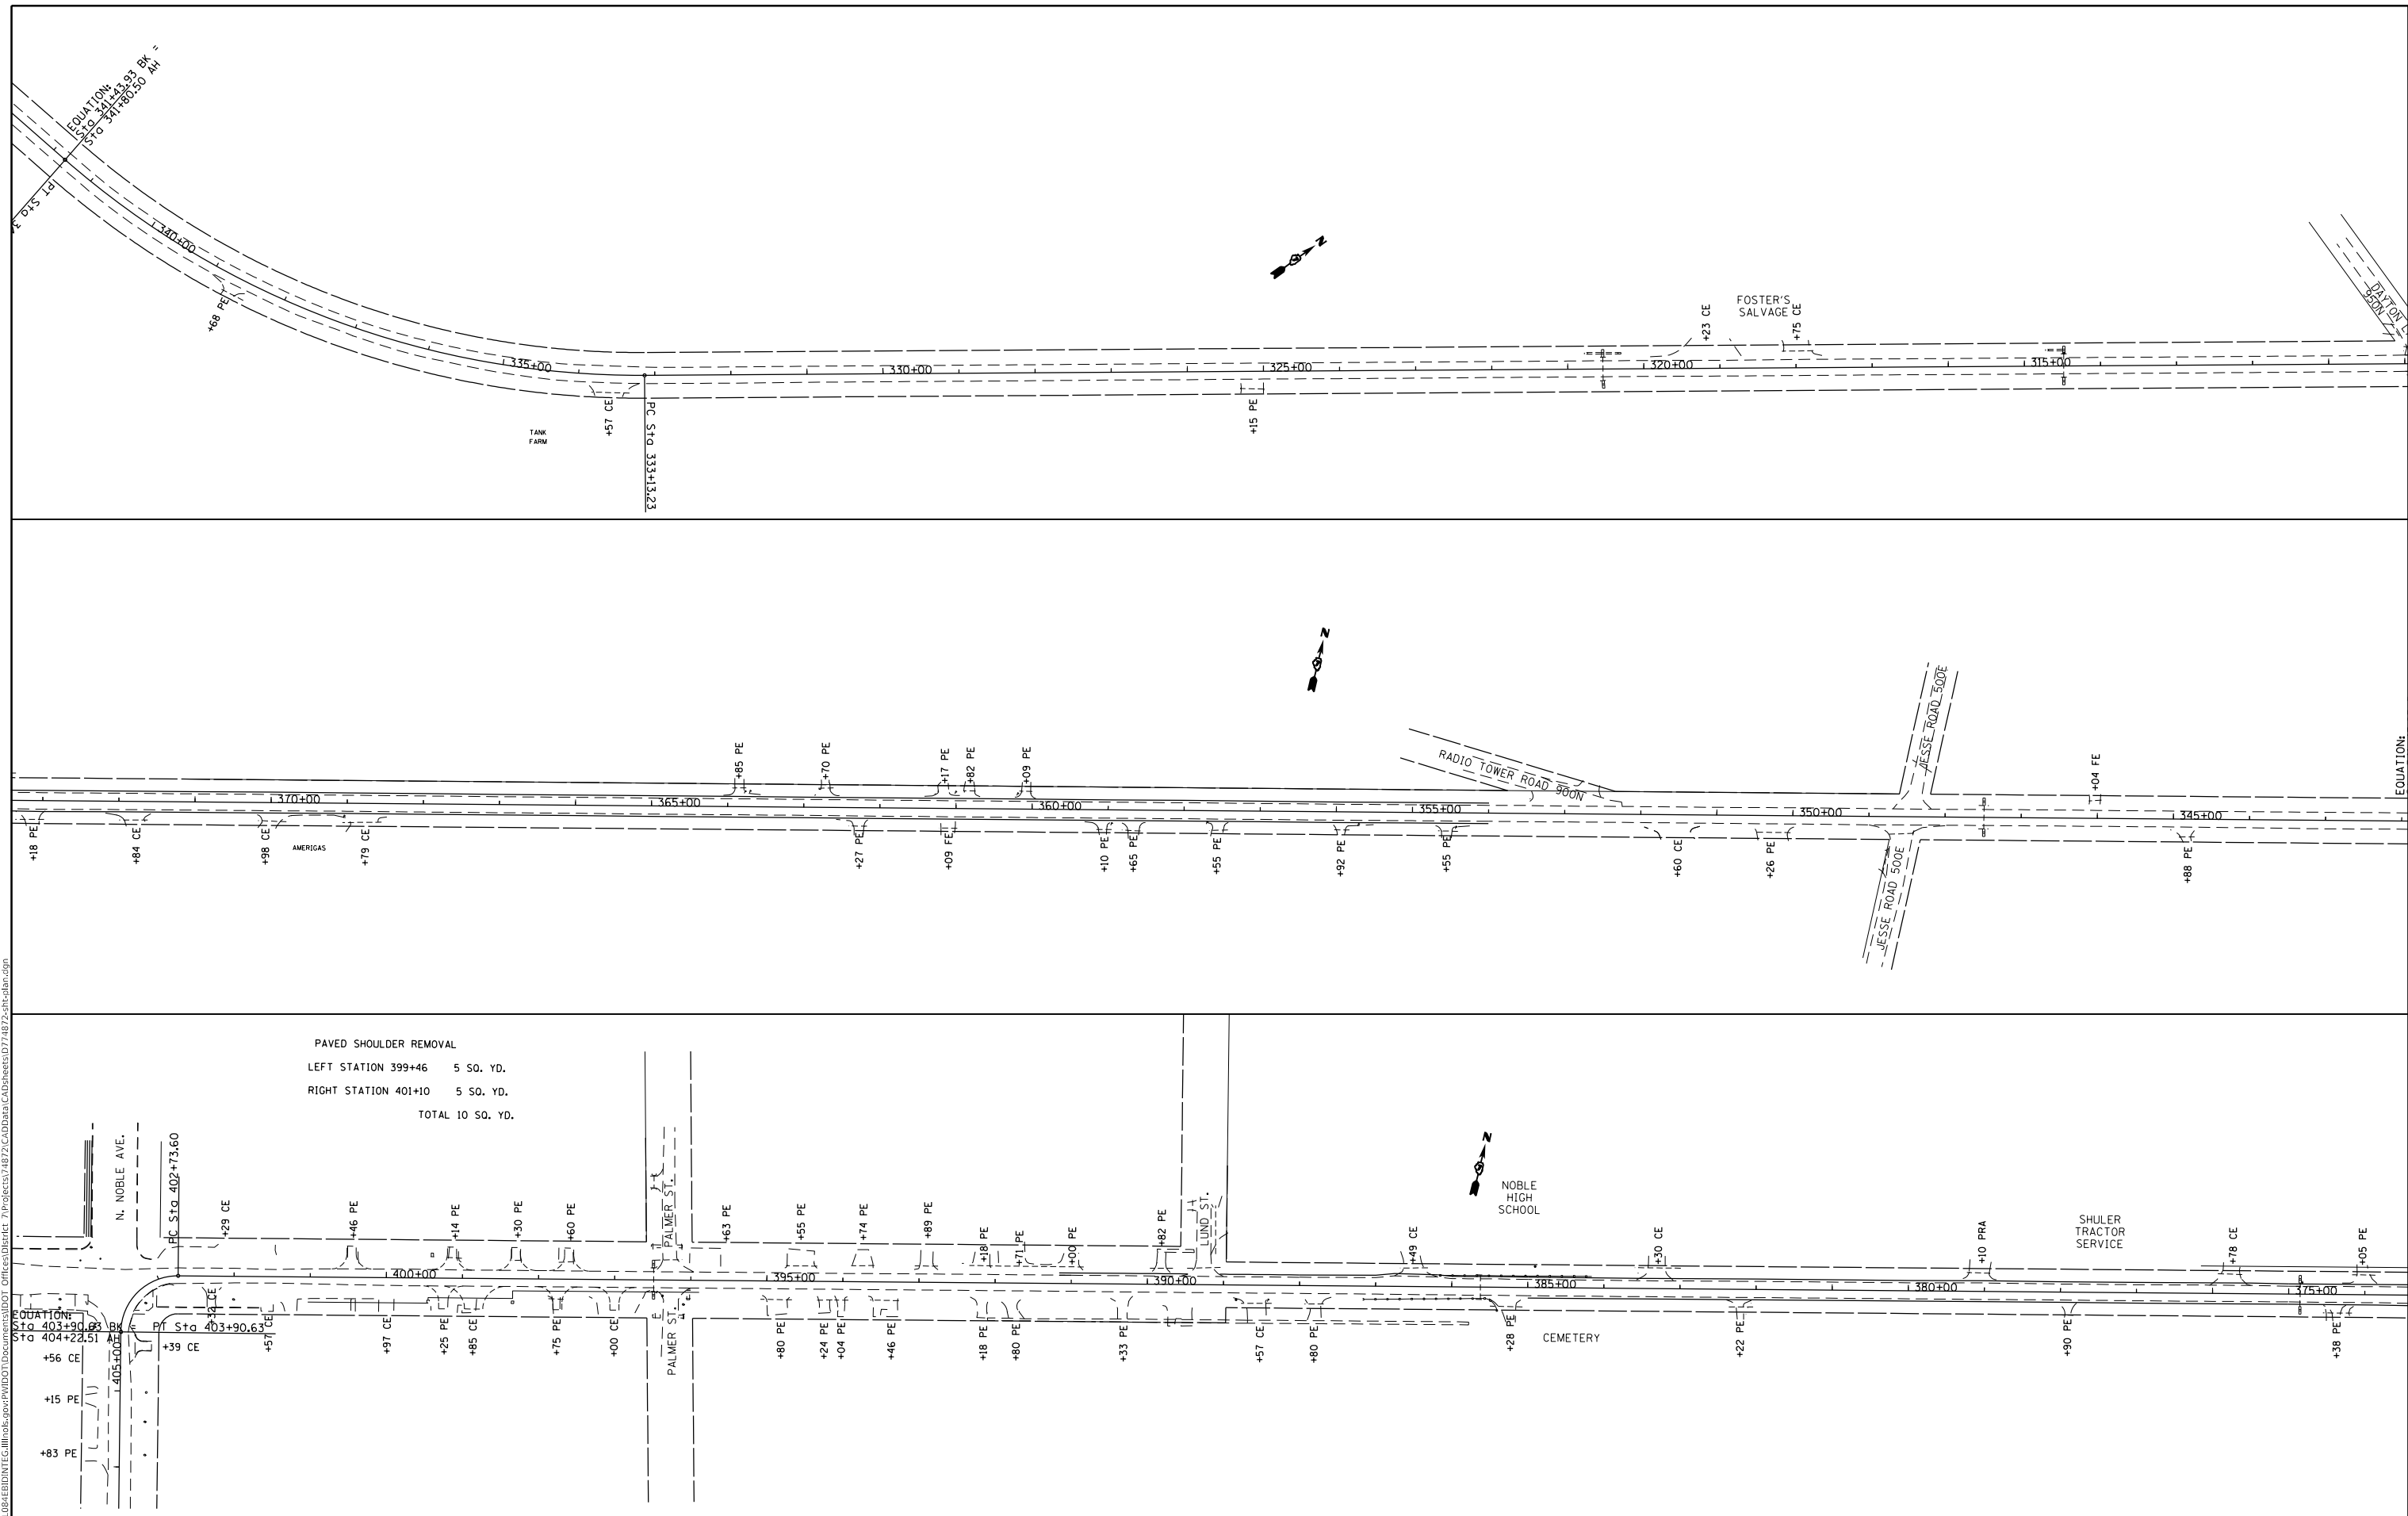 EQUATION:
Sta 341+43.93 BK =
Sta 341+80.50 AH
PT Sta 34
340+00
+68 PE
335+00
TANK
FARM
+57 CE
PC Sta 333+13.23
330+00
325+00
+15 PE
320+00
+23 CE
FOSTER'S
SALVAGE
+75 CE
315+00
950N
N
370+00
+18 PE
+84 CE
+98 CE
AMERIGAS
+79 CE
+85 PE
365+00
+70 PE
+27 PE
+17 PE
+82 PE
+09 FE
+09 PE
360+00
+10 PE
+65 PE
+55 PE
+92 PE
N
355+00
+55 PE
RADIO TOWER ROAD 900N
+60 CE
+26 PE
350+00
JESSE ROAD 500E
JESSE ROAD 500E
+04 FE
345+00
+88 PE
EQUATION:
PAVED SHOULDER REMOVAL
LEFT STATION 399+46 5 SQ. YD.
RIGHT STATION 401+10 5 SQ. YD.
TOTAL 10 SQ. YD.
N. NOBLE AVE.
PC Sta 402+73.60
+29 CE
+46 PE
+14 PE
+30 PE
+60 PE
PALMER ST.
+63 PE
+55 PE
+74 PE
+89 PE
+18 PE
+71 PE
+00 PE
+82 PE
LUND ST.
+49 CE
N
NOBLE
HIGH
SCHOOL
+30 CE
+10 PRA
SHULER
TRACTOR
SERVICE
+78 CE
+05 PE
400+00
395+00
390+00
385+00
380+00
375+00
EQUATION:
Sta 403+90.63 BK = PT Sta 403+90.63
Sta 404+22.51 AH
+32 CE
+57 CE
+97 CE
+25 PE
+85 CE
+75 PE
+00 CE
PALMER ST.
+80 PE
+24 PE
+04 PE
+46 PE
+18 PE
+80 PE
+33 PE
+57 CE
+80 PE
+28 PE
CEMETERY
+22 PE
+90 PE
+38 PE
405+00
+39 CE
+56 CE
+15 PE
+83 PE